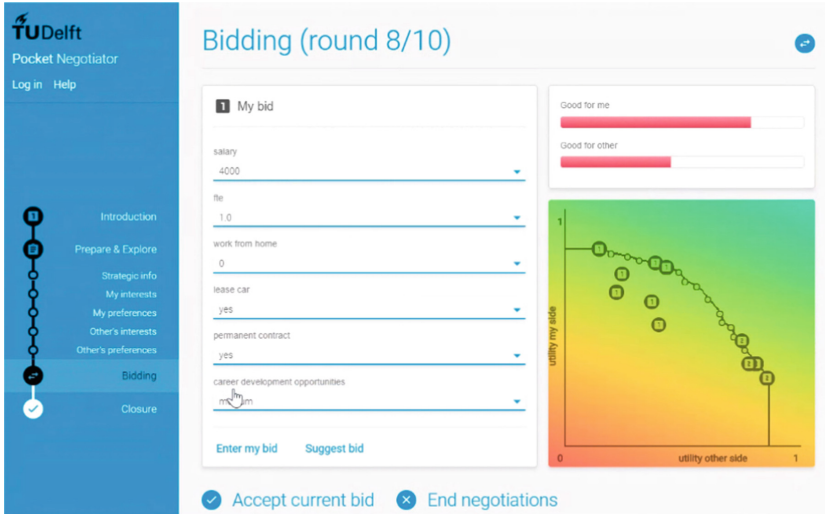 TUDelft
Pocket Negotiator
Log in Help
Introduction
Prepare & Explore
Strategic info
My interests
My preferences
Other's interests
Other's preferences
Bidding
Closure
Bidding (round 8/10)
1 My bid
salary
4000
fte
1.0
work from home
0
lease car
yes
permanent contract
yes
career development opportunities
Enter my bid Suggest bid
Accept current bid End negotiations
Good for me
Good for other
1
utility my side
0 utility other side 1